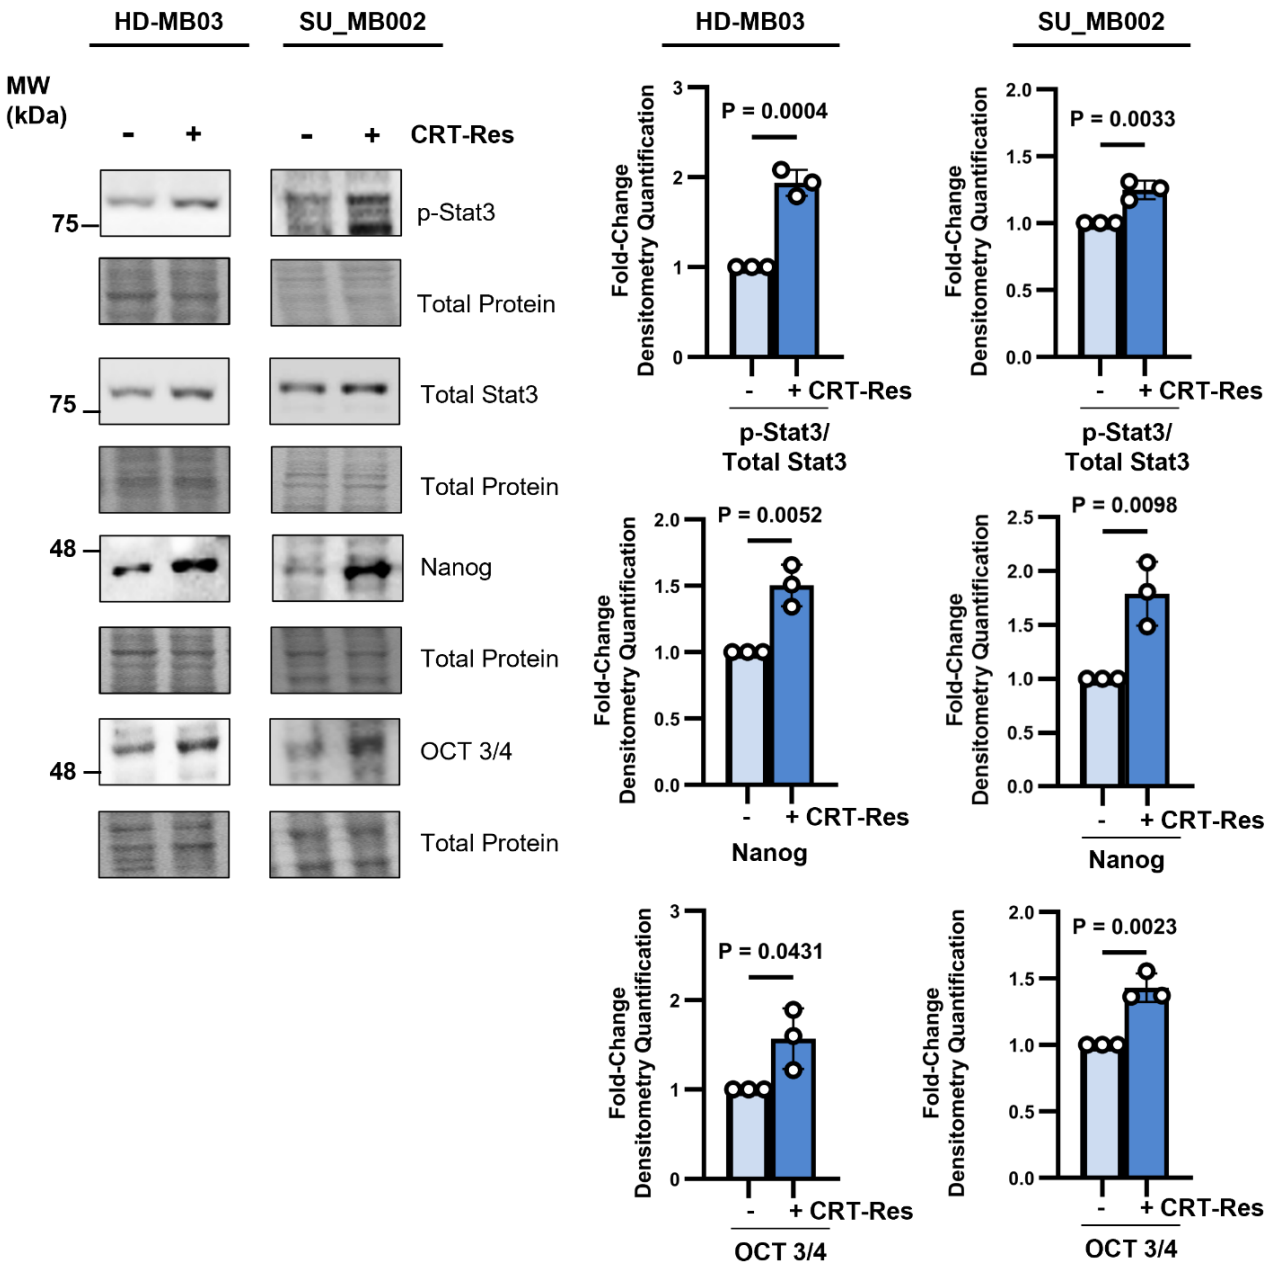 HD-MB03
SU_MB002
MW
(kDa)
- + - + CRT-Res
75
p-Stat3
Total Protein
75
Total Stat3
Total Protein
48
Nanog
Total Protein
48
OCT 3/4
Total Protein
HD-MB03
Fold-Change
Densitometry Quantification
3
2
1
0
P = 0.0004
- + CRT-Res
p-Stat3/
Total Stat3
SU_MB002
Fold-Change
Densitometry Quantification
2.0
1.5
1.0
0.5
0.0
P = 0.0033
- + CRT-Res
p-Stat3/
Total Stat3
Fold-Change
Densitometry Quantification
2.0
1.5
1.0
0.5
0.0
P = 0.0052
- + CRT-Res
Nanog
Fold-Change
Densitometry Quantification
2.5
2.0
1.5
1.0
0.5
0.0
P = 0.0098
- + CRT-Res
Nanog
Fold-Change
Densitometry Quantification
3
2
1
0
P = 0.0431
- + CRT-Res
OCT 3/4
Fold-Change
Densitometry Quantification
2.0
1.5
1.0
0.5
0.0
P = 0.0023
- + CRT-Res
OCT 3/4